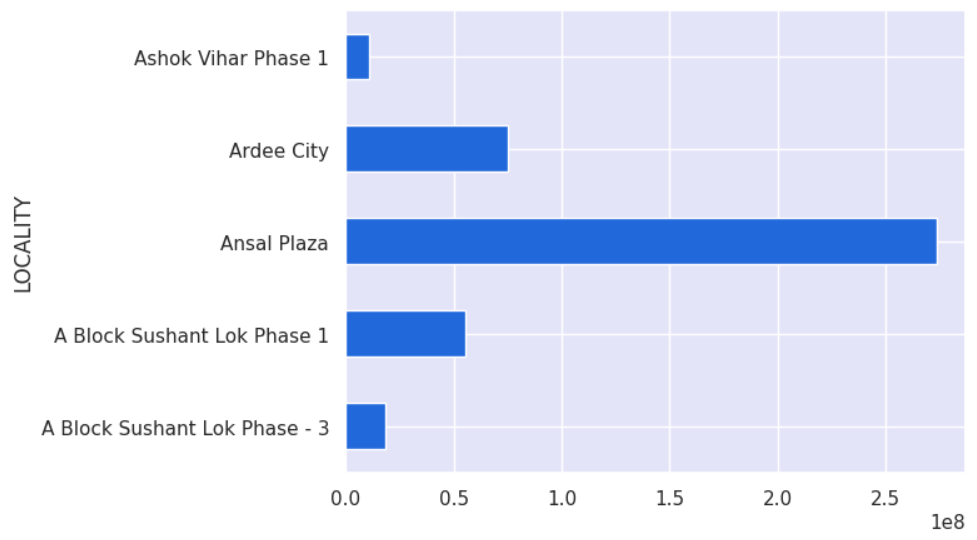 Ashok Vihar Phase 1
Ardee City
Ansal Plaza
A Block Sushant Lok Phase 1
A Block Sushant Lok Phase - 3
LOCALITY
0.0 0.5 1.0 1.5 2.0 2.5
1e8